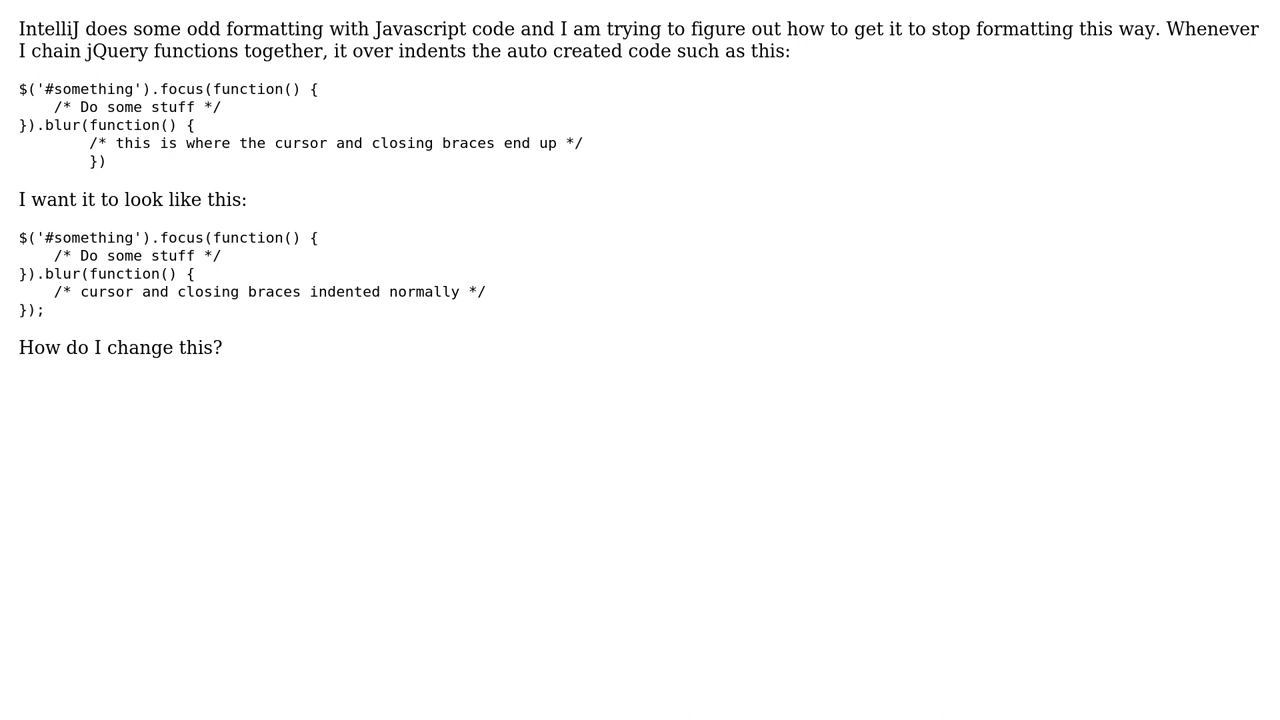 IntelliJ does some odd formatting with Javascript code and I am trying to figure out how to get it to stop formatting this way. Whenever
I chain jQuery functions together, it over indents the auto created code such as this:
$('#something').focus(function() {
    /* Do some stuff */
}).blur(function() {
        /* this is where the cursor and closing braces end up */
        })
I want it to look like this:
$('#something').focus(function() {
    /* Do some stuff */
}).blur(function() {
    /* cursor and closing braces indented normally */
});
How do I change this?